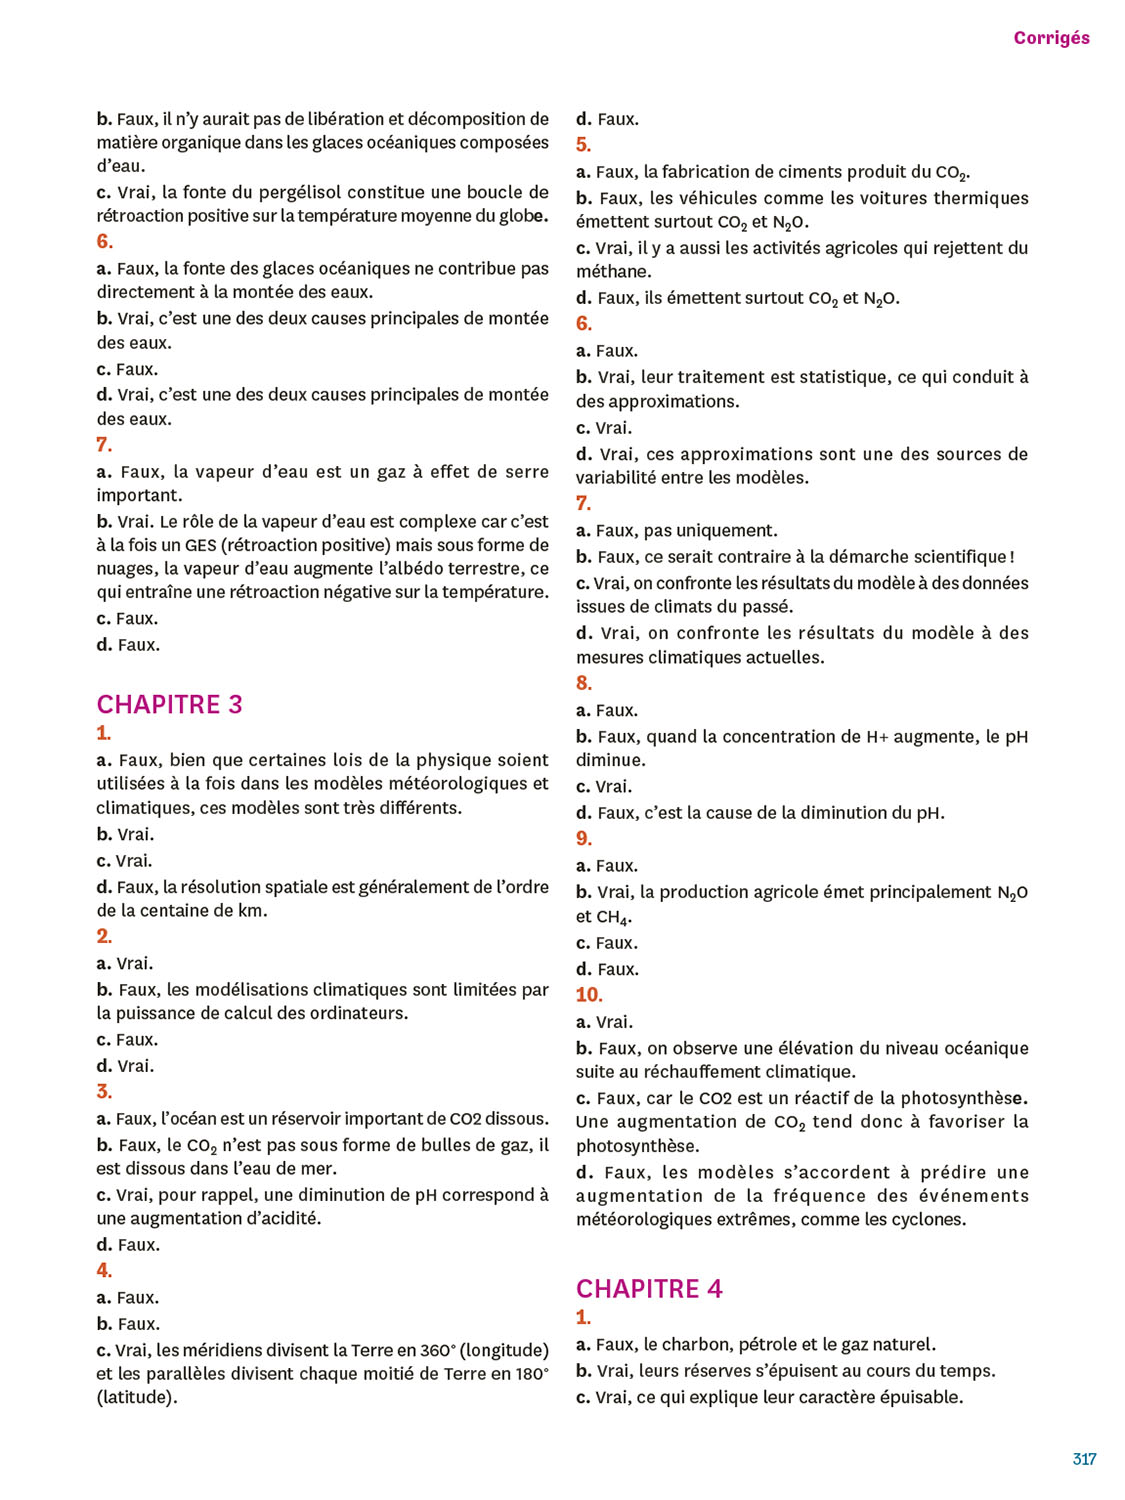 Corrigés
b. Faux, il n’y aurait pas de libération et décomposition de
matière organique dans les glaces océaniques composées
d’eau.
c. Vrai, la fonte du pergélisol constitue une boucle de
rétroaction positive sur la température moyenne du globe.
6.
a. Faux, la fonte des glaces océaniques ne contribue pas
directement à la montée des eaux.
b. Vrai, c’est une des deux causes principales de montée
des eaux.
c. Faux.
d. Vrai, c’est une des deux causes principales de montée
des eaux.
7.
a. Faux, la vapeur d’eau est un gaz à effet de serre
important.
b. Vrai. Le rôle de la vapeur d’eau est complexe car c’est
à la fois un GES (rétroaction positive) mais sous forme de
nuages, la vapeur d’eau augmente l’albédo terrestre, ce
qui entraîne une rétroaction négative sur la température.
c. Faux.
d. Faux.
CHAPITRE 3
1.
a. Faux, bien que certaines lois de la physique soient
utilisées à la fois dans les modèles météorologiques et
climatiques, ces modèles sont très différents.
b. Vrai.
c. Vrai.
d. Faux, la résolution spatiale est généralement de l’ordre
de la centaine de km.
2.
a. Vrai.
b. Faux, les modélisations climatiques sont limitées par
la puissance de calcul des ordinateurs.
c. Faux.
d. Vrai.
3.
a. Faux, l’océan est un réservoir important de CO2 dissous.
b. Faux, le CO₂ n’est pas sous forme de bulles de gaz, il
est dissous dans l’eau de mer.
c. Vrai, pour rappel, une diminution de pH correspond à
une augmentation d’acidité.
d. Faux.
4.
a. Faux.
b. Faux.
c. Vrai, les méridiens divisent la Terre en 360° (longitude)
et les parallèles divisent chaque moitié de Terre en 180°
(latitude).
d. Faux.
5.
a. Faux, la fabrication de ciments produit du CO₂.
b. Faux, les véhicules comme les voitures thermiques
émettent surtout CO₂ et N₂O.
c. Vrai, il y a aussi les activités agricoles qui rejettent du
méthane.
d. Faux, ils émettent surtout CO₂ et N₂O.
6.
a. Faux.
b. Vrai, leur traitement est statistique, ce qui conduit à
des approximations.
c. Vrai.
d. Vrai, ces approximations sont une des sources de
variabilité entre les modèles.
7.
a. Faux, pas uniquement.
b. Faux, ce serait contraire à la démarche scientifique !
c. Vrai, on confronte les résultats du modèle à des données
issues de climats du passé.
d. Vrai, on confronte les résultats du modèle à des
mesures climatiques actuelles.
8.
a. Faux.
b. Faux, quand la concentration de H+ augmente, le pH
diminue.
c. Vrai.
d. Faux, c’est la cause de la diminution du pH.
9.
a. Faux.
b. Vrai, la production agricole émet principalement N₂O
et CH₄.
c. Faux.
d. Faux.
10.
a. Vrai.
b. Faux, on observe une élévation du niveau océanique
suite au réchauffement climatique.
c. Faux, car le CO2 est un réactif de la photosynthèse.
Une augmentation de CO₂ tend donc à favoriser la
photosynthèse.
d. Faux, les modèles s’accordent à prédire une
augmentation de la fréquence des événements
météorologiques extrêmes, comme les cyclones.
CHAPITRE 4
1.
a. Faux, le charbon, pétrole et le gaz naturel.
b. Vrai, leurs réserves s’épuisent au cours du temps.
c. Vrai, ce qui explique leur caractère épuisable.
317